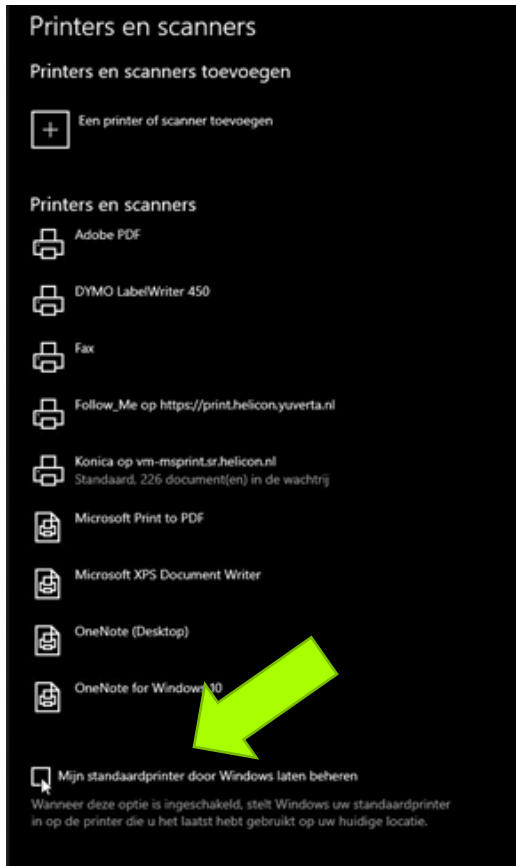 Printers en scanners
Printers en scanners toevoegen
Een printer of scanner toevoegen
Printers en scanners
Adobe PDF
DYMO LabelWriter 450
Fax
Follow_Me op https://print.helicon.yuverta.nl
Konica op vm-msprint.sr.helicon.nl
Standaard, 226 document(en) in de wachtrij
Microsoft Print to PDF
Microsoft XPS Document Writer
OneNote (Desktop)
OneNote for Windows 10
Mijn standaardprinter door Windows laten beheren
Wanneer deze optie is ingeschakeld, stelt Windows uw standaardprinter
in op de printer die u het laatst hebt gebruikt op uw huidige locatie.